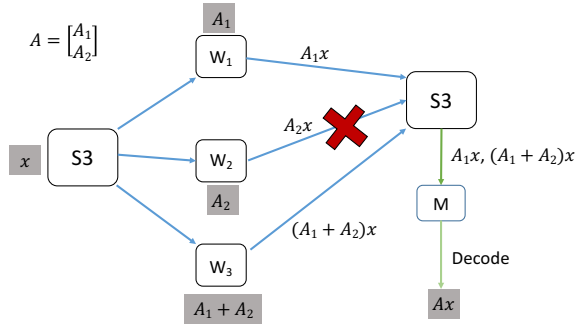 A = [A₁
A₂]
A₁
W₁
A₁x
S3
x
S3
A₂x
W₂
A₂
A₁x, (A₁ + A₂)x
M
(A₁ + A₂)x
W₃
Decode
A₁ + A₂
Ax